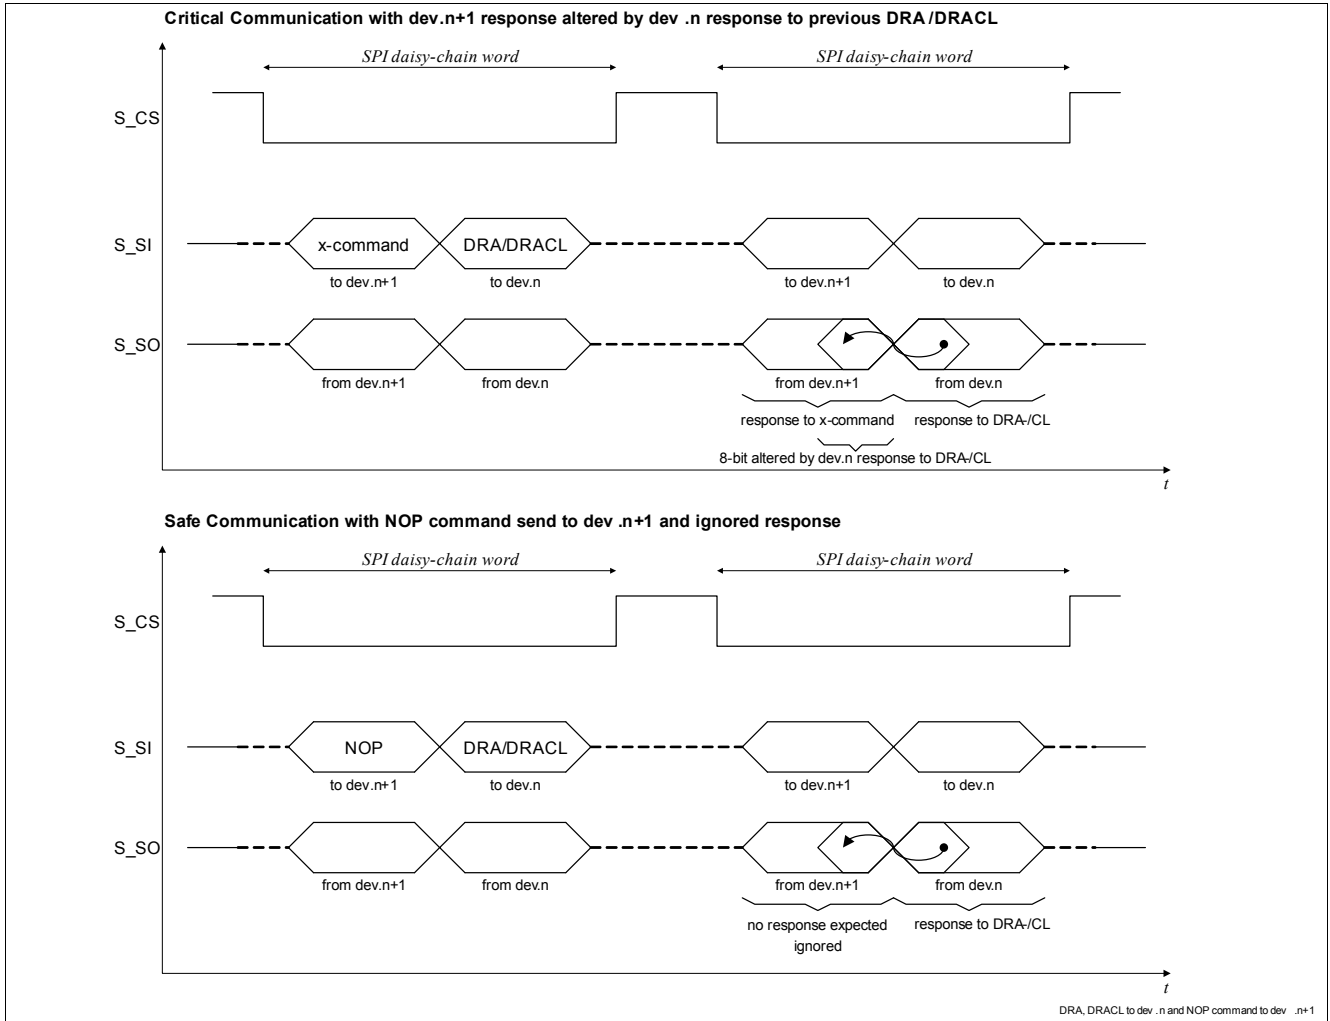 Critical Communication with dev.n+1 response altered by dev .n response to previous DRA/DRACL
SPI daisy-chain word SPI daisy-chain word
S_CS
S_SI x-command DRA/DRACL
to dev.n+1 to dev.n to dev.n+1 to dev.n
S_SO
from dev.n+1 from dev.n from dev.n+1 from dev.n
response to x-command response to DRA-/CL
8-bit altered by dev.n response to DRA-/CL
t
Safe Communication with NOP command send to dev .n+1 and ignored response
SPI daisy-chain word SPI daisy-chain word
S_CS
S_SI NOP DRA/DRACL
to dev.n+1 to dev.n to dev.n+1 to dev.n
S_SO
from dev.n+1 from dev.n from dev.n+1 from dev.n
no response expected response to DRA-/CL
ignored
t
DRA, DRACL to dev .n and NOP command to dev .n+1